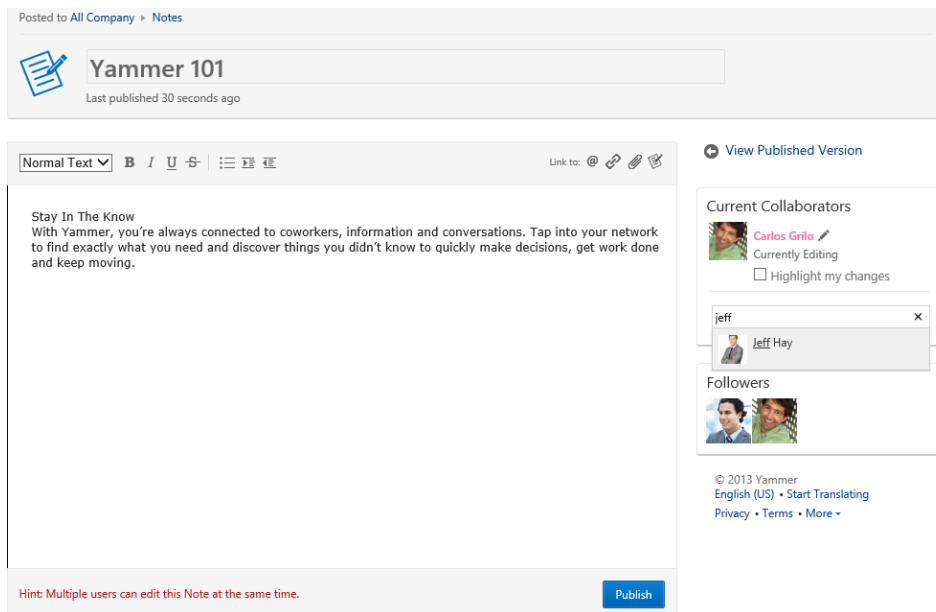 Posted to All Company ▸ Notes
Yammer 101
Last published 30 seconds ago
Normal Text B I U S Link to: @
Stay In The Know
With Yammer, you’re always connected to coworkers, information and conversations. Tap into your network
to find exactly what you need and discover things you didn’t know to quickly make decisions, get work done
and keep moving.
Hint: Multiple users can edit this Note at the same time.
Publish
View Published Version
Current Collaborators
Carlos Grilo
Currently Editing
Highlight my changes
jeff ×
Jeff Hay
Followers
© 2013 Yammer
English (US) • Start Translating
Privacy • Terms • More